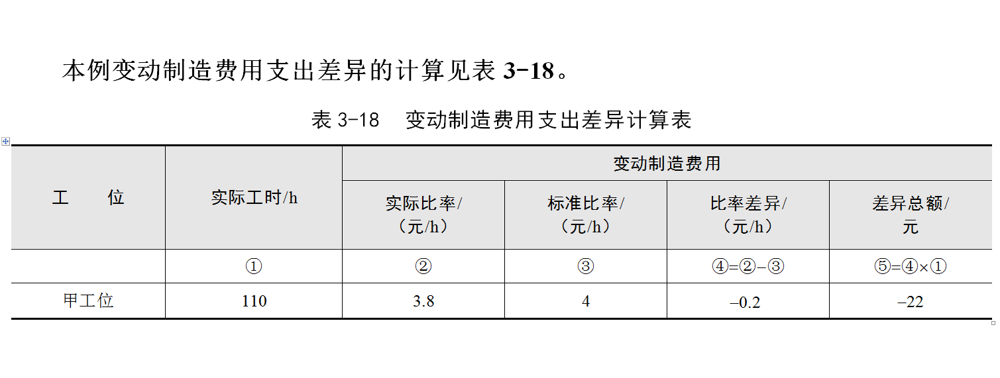 本例变动制造费用支出差异的计算见表 3-18。
表 3-18 变动制造费用支出差异计算表
工 位 实际工时/h 变动制造费用
实际比率/ 标准比率/ 比率差异/ 差异总额/
（元/h） （元/h） （元/h） 元
① ② ③ ④=②−③ ⑤=④×①
甲工位 110 3.8 4 −0.2 −22